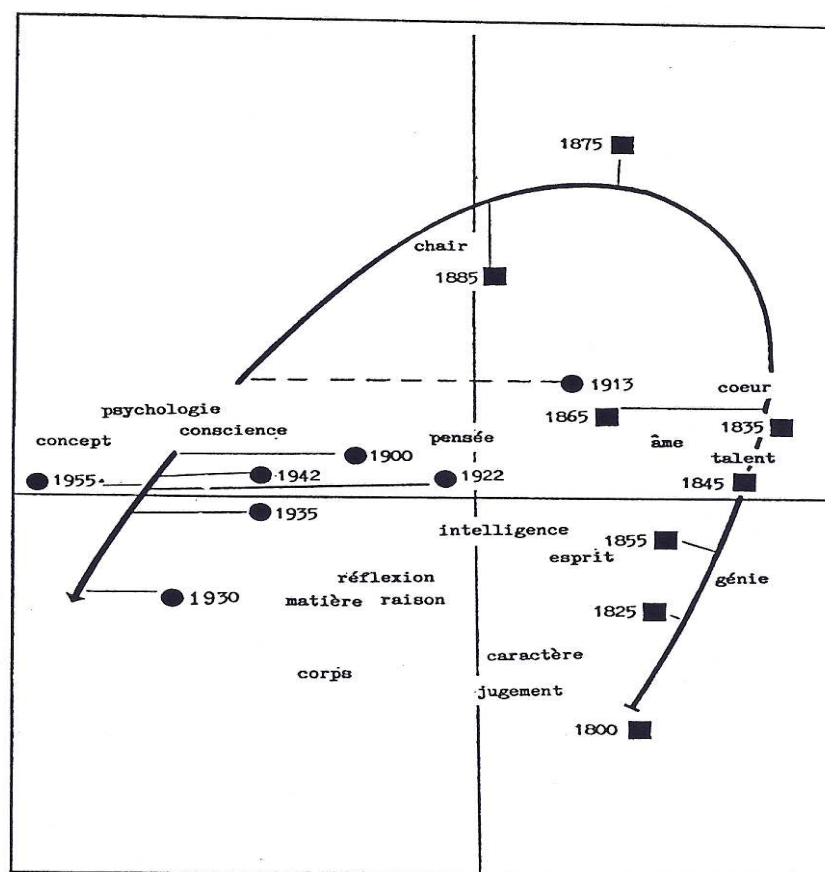 1875
chair
1885
1913
coeur
psychologie
1865
concept
conscience
pensée
âme
1835
1900
talent
1955
1942
1922
1845
1935
intelligence
1855
esprit
réflexion
génie
1930
matière raison
1825
caractère
corps
jugement
1800